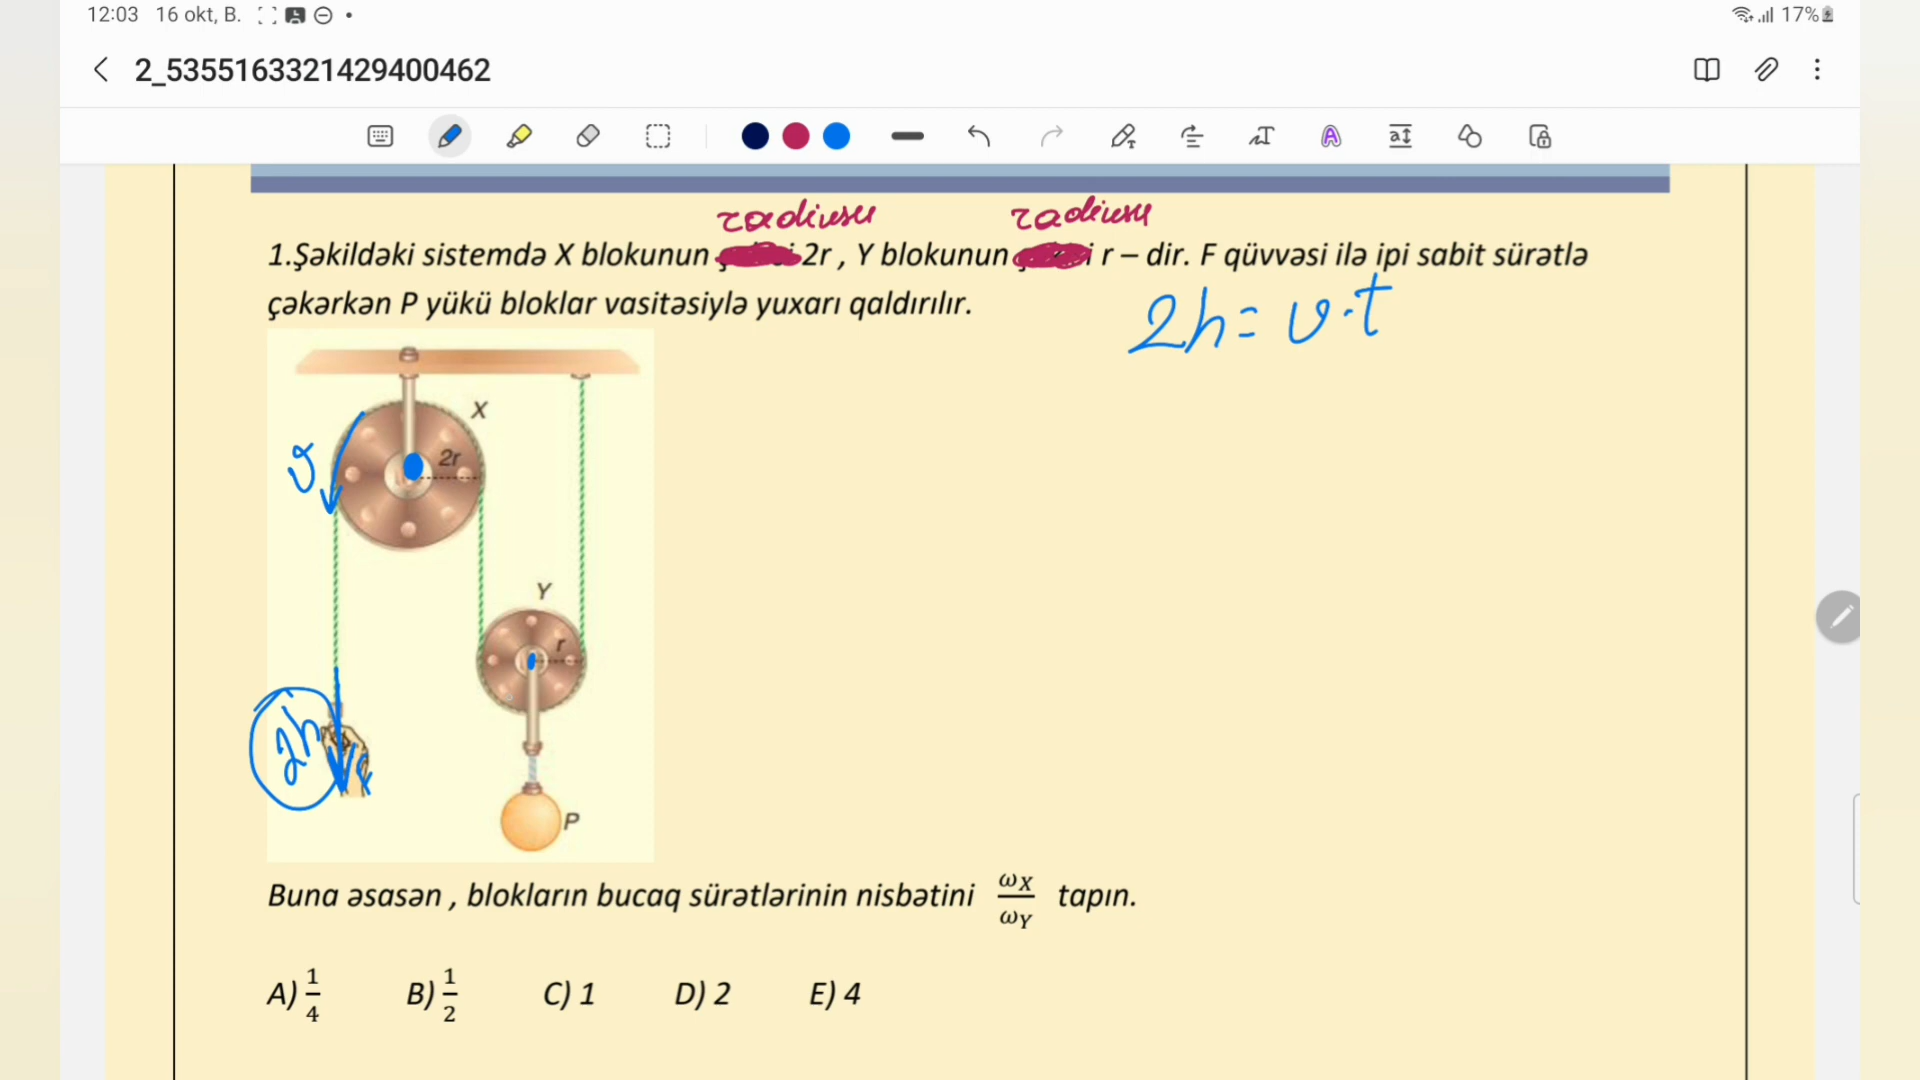 12:03 16 okt, B.
17%
2_5355163321429400462
radiusu radiusu
1.Şəkildəki sistemdə X blokunun 2r , Y blokunun r – dir. F qüvvəsi ilə ipi sabit sürətlə
çəkərkən P yükü bloklar vasitəsiylə yuxarı qaldırılır.
2h = υ·t
X
2r
υ
Y
r
2h
P
Buna əsasən , blokların bucaq sürətlərinin nisbətini ωX/ωY tapın.
A) 1/4 B) 1/2 C) 1 D) 2 E) 4